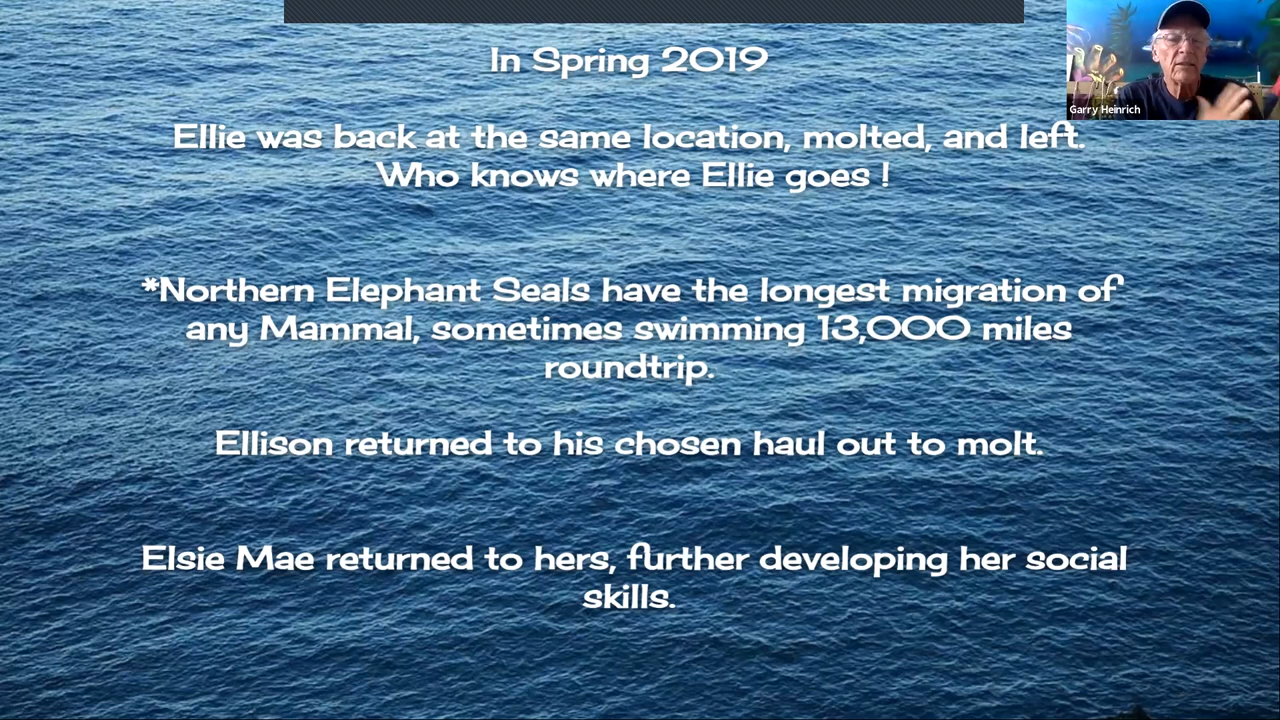 In Spring 2019
Ellie was back at the same location, molted, and left.
Who knows where Ellie goes !
*Northern Elephant Seals have the longest migration of
any Mammal, sometimes swimming 13,000 miles
roundtrip.
Ellison returned to his chosen haul out to molt.
Elsie Mae returned to hers, further developing her social
skills.
Garry Heinrich